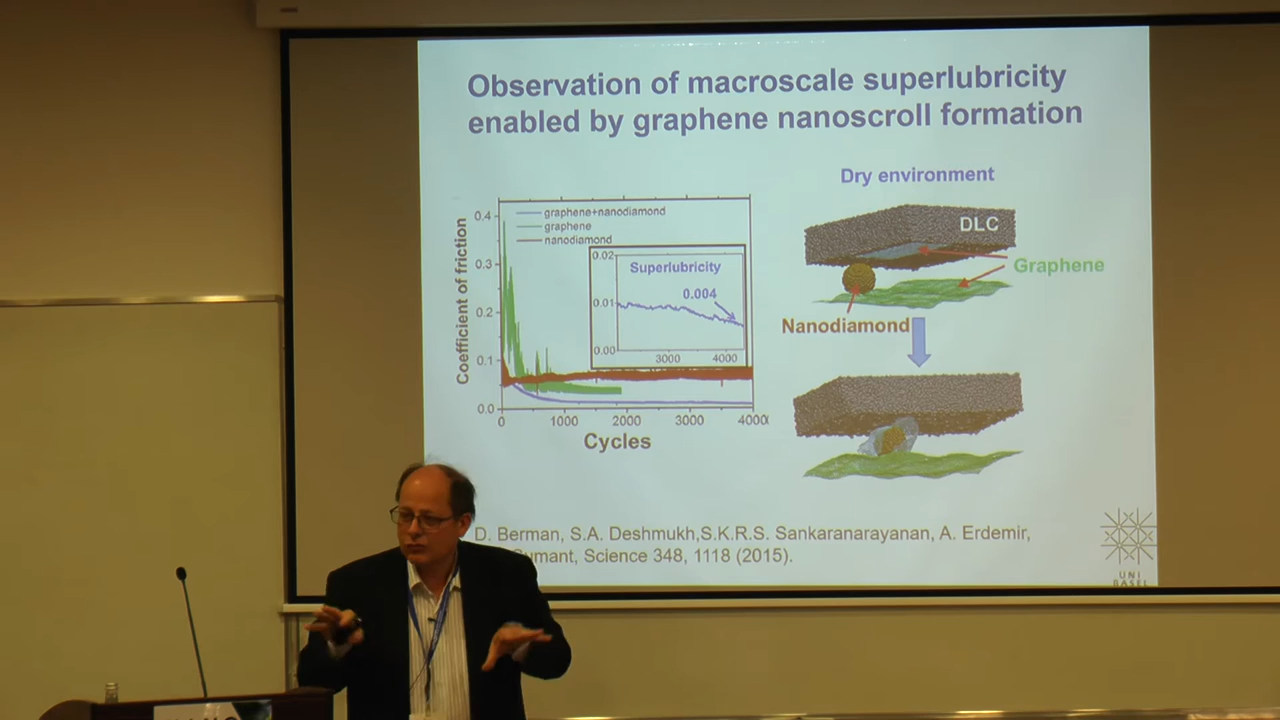 Observation of macroscale superlubricity
enabled by graphene nanoscroll formation
Dry environment
Coefficient of friction
0.4
0.3
0.2
0.1
0.0
0
1000
2000
3000
4000
Cycles
graphene+nanodiamond
graphene
nanodiamond
0.02
0.01
0.00
Superlubricity
0.004
3000
4000
DLC
Graphene
Nanodiamond
D. Berman, S.A. Deshmukh,S.K.R.S. Sankaranarayanan, A. Erdemir,
Science 348, 1118 (2015).
UNI
BASEL